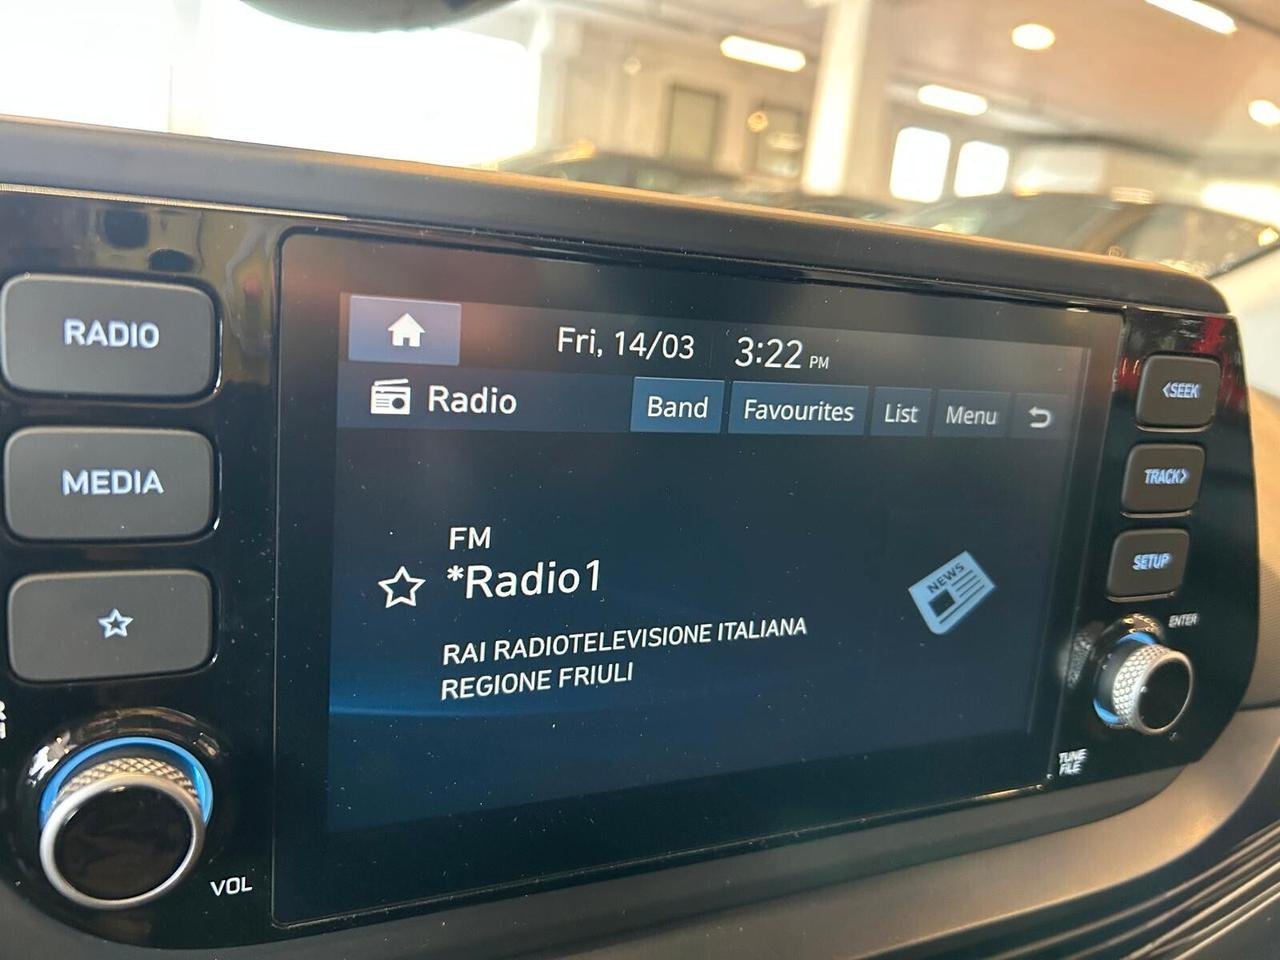 RADIO
MEDIA
VOL
Fri, 14/03 3:22 PM
Radio Band Favourites List Menu
FM
*Radio1
RAI RADIOTELEVISIONE ITALIANA
REGIONE FRIULI
NEWS
<SEEK
TRACK>
SETUP
ENTER
TUNE
FILE